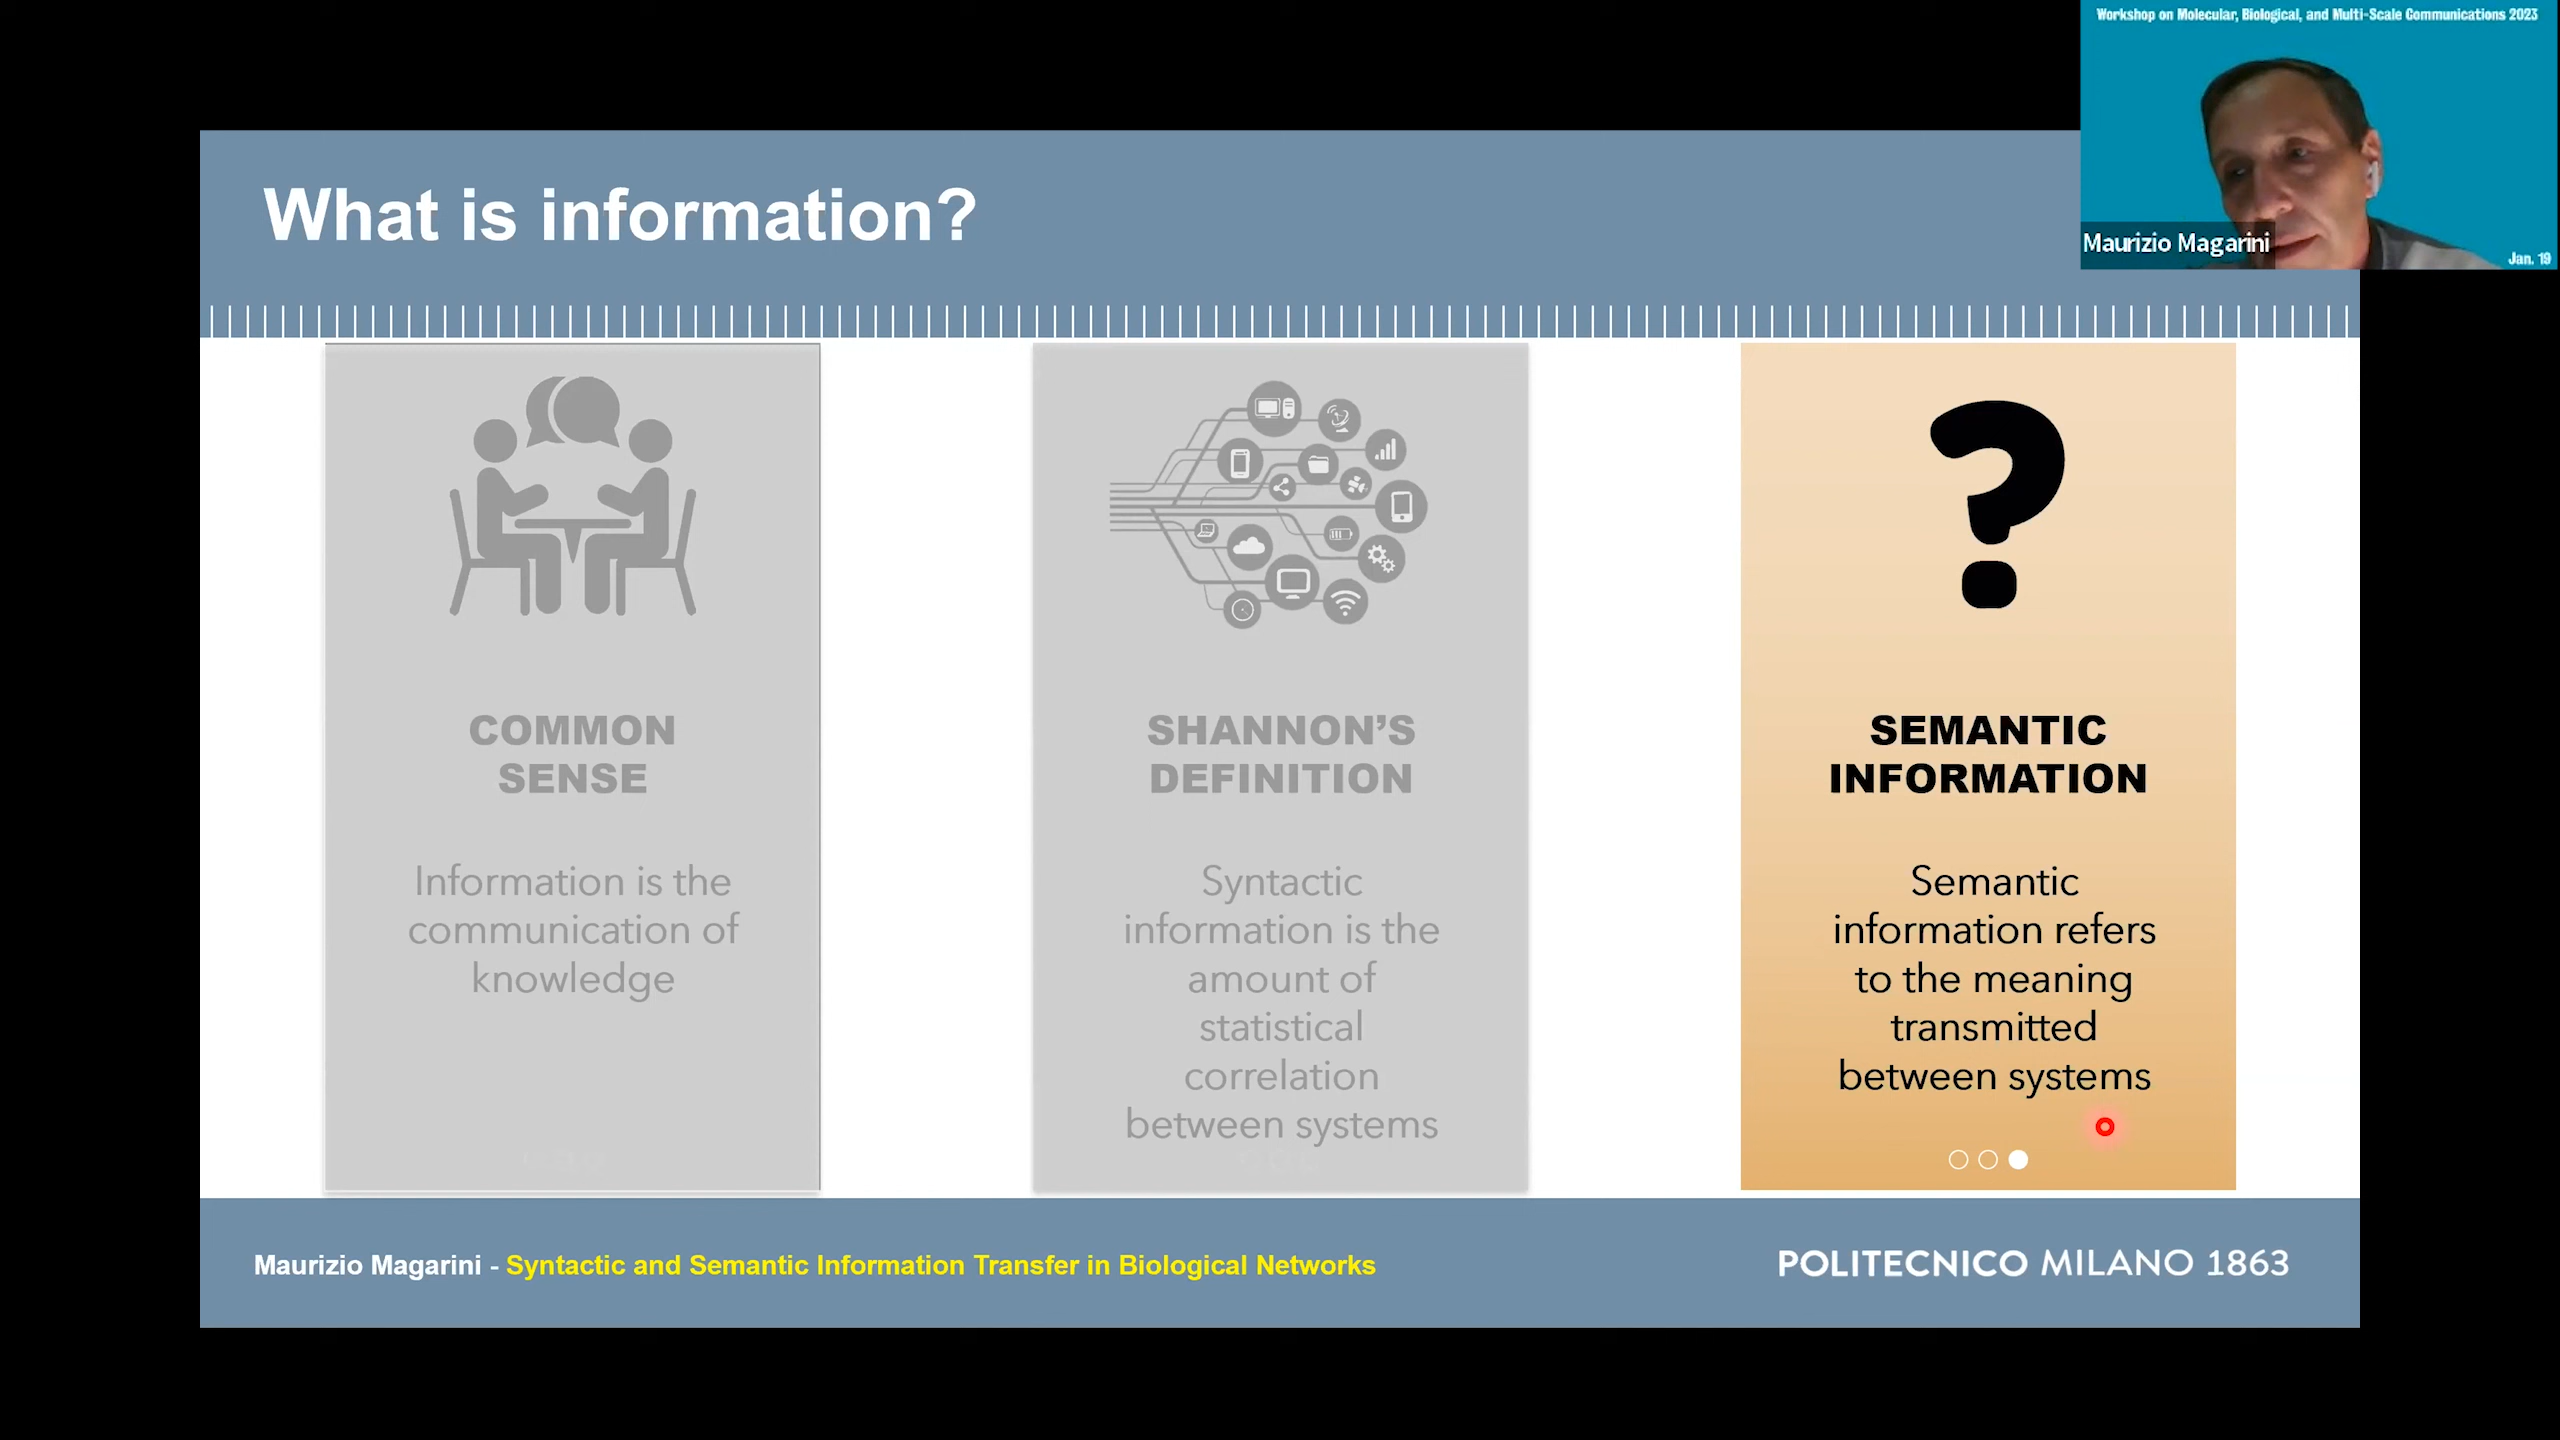 Workshop on Molecular, Biological, and Multi-Scale Communications 2023
Maurizio Magarini
Jan. 19
What is information?
COMMON
SENSE
Information is the
communication of
knowledge
SHANNON’S
DEFINITION
Syntactic
information is the
amount of
statistical
correlation
between systems
SEMANTIC
INFORMATION
Semantic
information refers
to the meaning
transmitted
between systems
Maurizio Magarini - Syntactic and Semantic Information Transfer in Biological Networks
POLITECNICO MILANO 1863